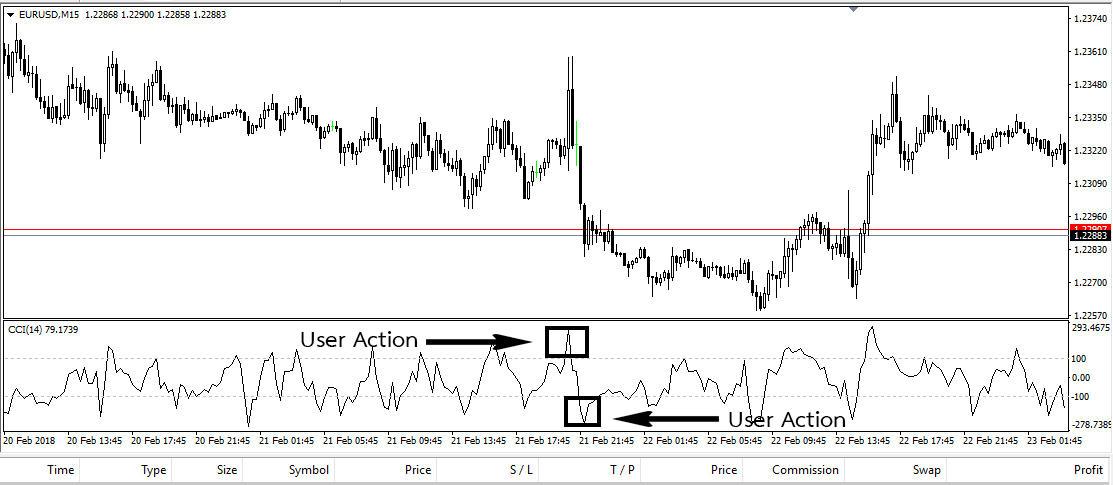 EURUSD,M15 1.22868 1.22900 1.22858 1.22883
1.23740
1.23610
1.23480
1.23350
1.23220
1.23090
1.22960
1.22907
1.22883
1.22830
1.22700
1.22570
CCI(14) 79.1739
293.4675
User Action
100
0.00
-100
User Action
-278.7389
20 Feb 2018 20 Feb 13:45 20 Feb 17:45 20 Feb 21:45 21 Feb 01:45 21 Feb 05:45 21 Feb 09:45 21 Feb 13:45 21 Feb 17:45 21 Feb 21:45 22 Feb 01:45 22 Feb 05:45 22 Feb 09:45 22 Feb 13:45 22 Feb 17:45 22 Feb 21:45 23 Feb 01:45
Time Type Size Symbol Price S / L T / P Price Commission Swap Profit